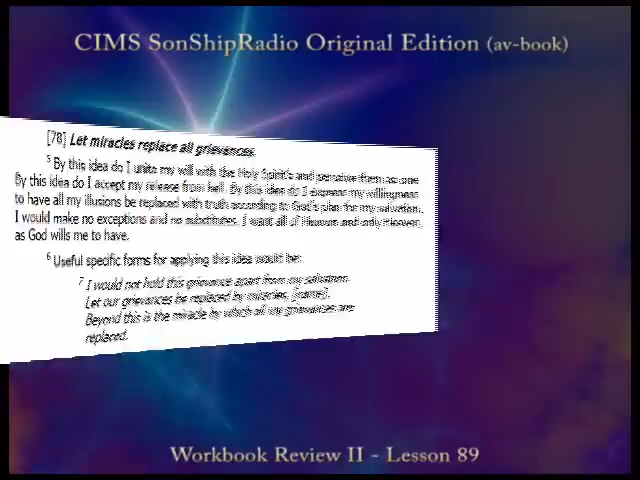 CIMS SonShipRadio Original Edition (av-book)
[78] Let miracles replace all grievances.
5 By this idea do I unite my will with the Holy Spirit's and perceive them as one.
By this idea do I accept my release from hell. By this idea do I express my willingness
to have all my illusions be replaced with truth according to God's plan for my salvation.
I would make no exceptions and no substitutes. I want all of Heaven and only Heaven,
as God wills me to have.
6 Useful specific forms for applying this idea would be:
7 I would not hold this grievance apart from my salvation.
Let our grievances be replaced by miracles, [name].
Beyond this is the miracle by which all my grievances are
replaced.
Workbook Review II - Lesson 89